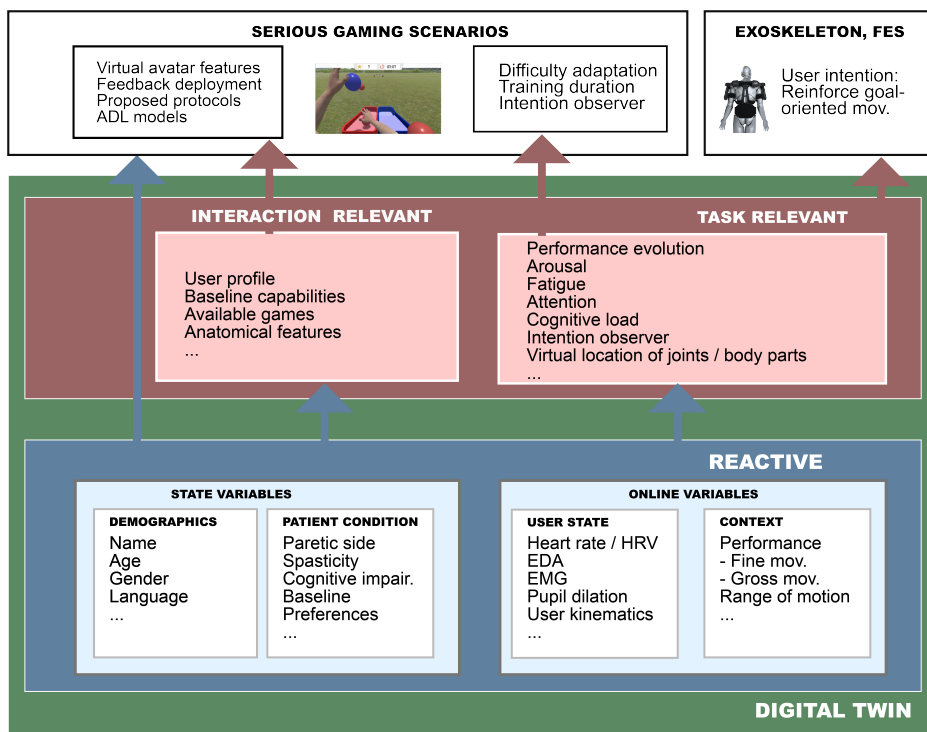 SERIOUS GAMING SCENARIOS
Virtual avatar features
Feedback deployment
Proposed protocols
ADL models
Difficulty adaptation
Training duration
Intention observer
EXOSKELETON, FES
User intention:
Reinforce goal-
oriented mov.
INTERACTION RELEVANT
User profile
Baseline capabilities
Available games
Anatomical features
...
TASK RELEVANT
Performance evolution
Arousal
Fatigue
Attention
Cognitive load
Intention observer
Virtual location of joints / body parts
...
REACTIVE
STATE VARIABLES
DEMOGRAPHICS
Name
Age
Gender
Language
...
PATIENT CONDITION
Paretic side
Spasticity
Cognitive impair.
Baseline
Preferences
...
ONLINE VARIABLES
USER STATE
Heart rate / HRV
EDA
EMG
Pupil dilation
User kinematics
...
CONTEXT
Performance
- Fine mov.
- Gross mov.
Range of motion
...
DIGITAL TWIN